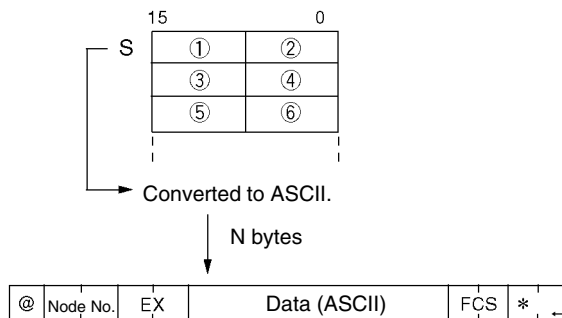 15 0
S ① ②
③ ④
⑤ ⑥
Converted to ASCII.
N bytes
@ Node No. EX Data (ASCII) FCS * ←